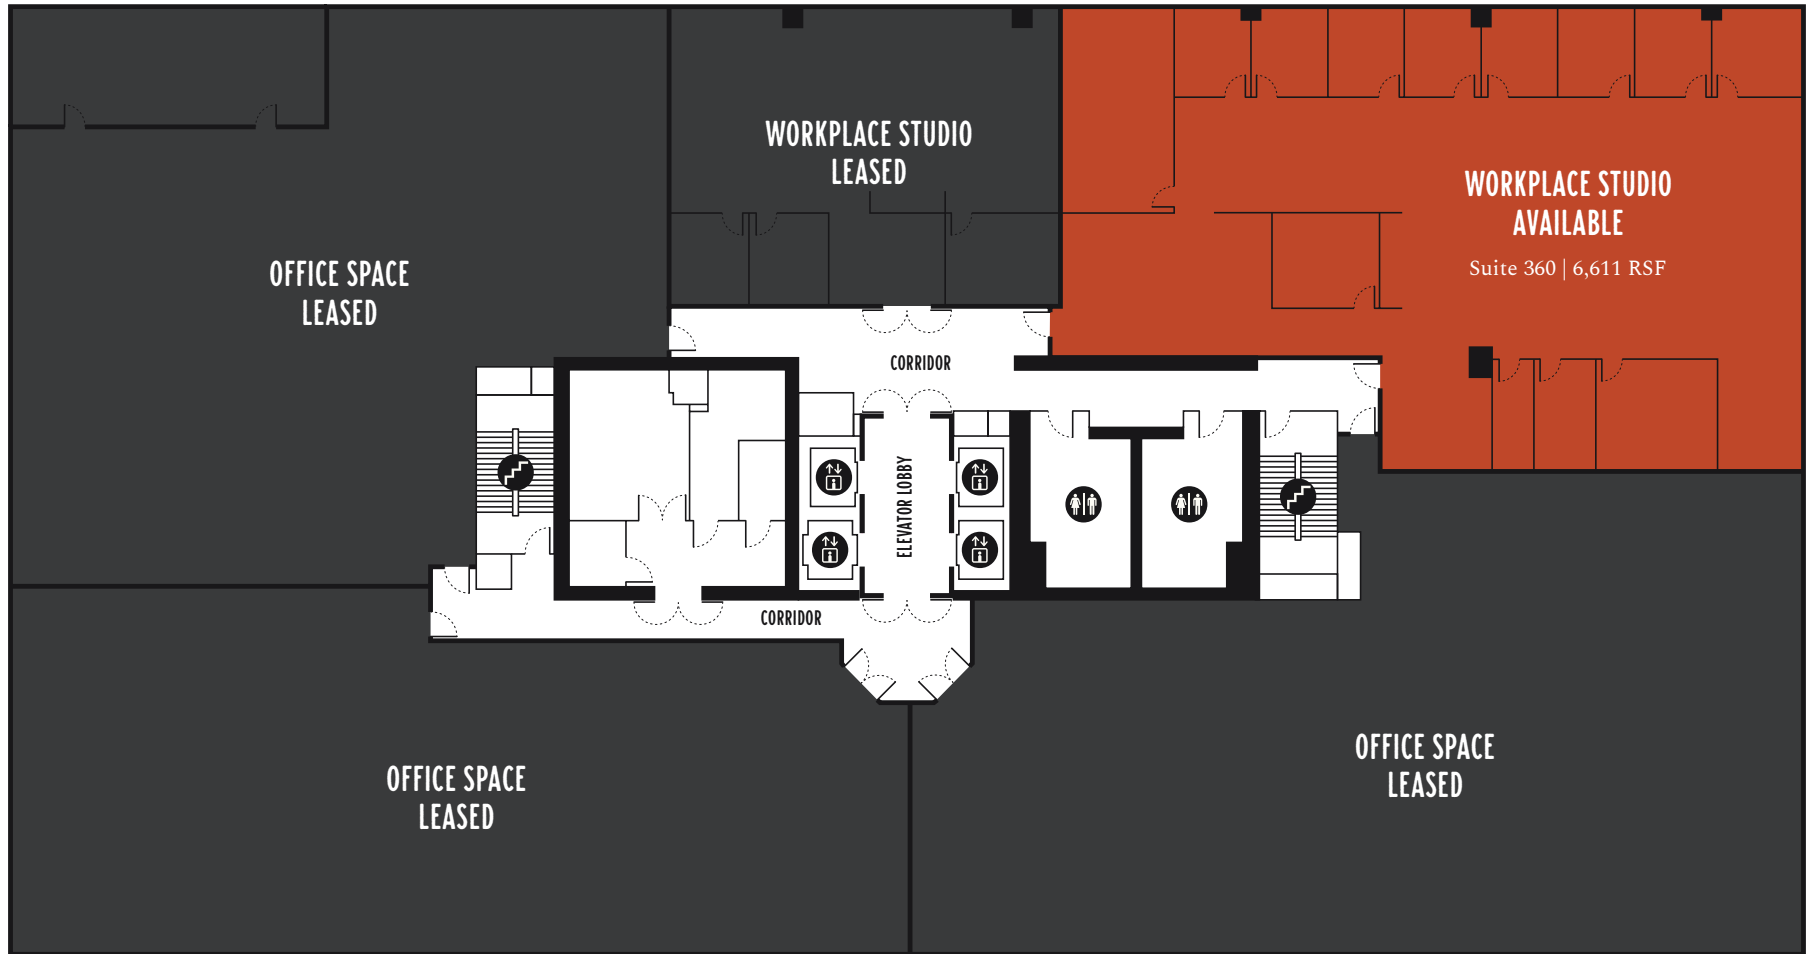 WORKPLACE STUDIO
LEASED
WORKPLACE STUDIO
AVAILABLE
Suite 360 | 6,611 RSF
OFFICE SPACE
LEASED
CORRIDOR
ELEVATOR LOBBY
CORRIDOR
OFFICE SPACE
LEASED
OFFICE SPACE
LEASED